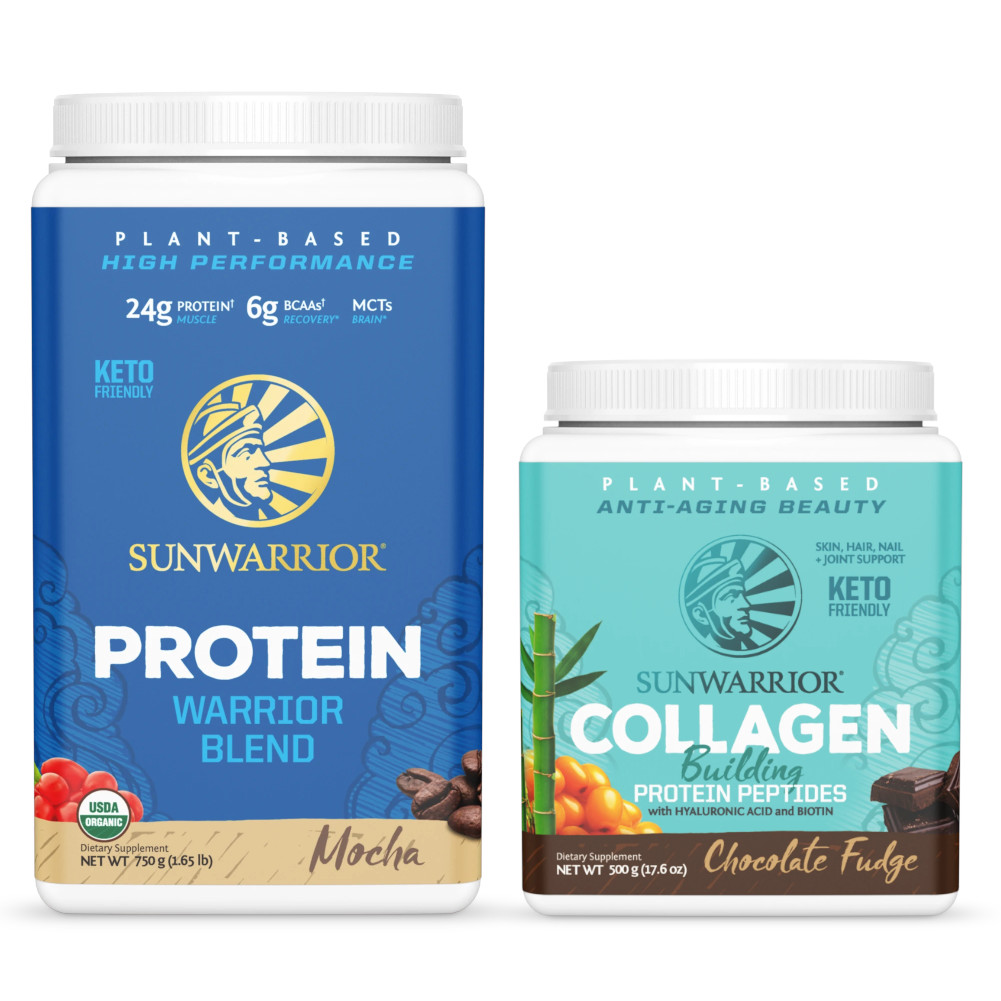 PLANT-BASED
HIGH PERFORMANCE
24g PROTEIN† MUSCLE
6g BCAAs† RECOVERY*
MCTs BRAIN*
KETO
FRIENDLY
SUNWARRIOR®
PROTEIN
WARRIOR
BLEND
USDA
ORGANIC
Dietary Supplement
NET WT 750 g (1.65 lb)
Mocha
PLANT-BASED
ANTI-AGING BEAUTY
SKIN, HAIR, NAIL
+ JOINT SUPPORT
KETO
FRIENDLY
SUNWARRIOR®
COLLAGEN
Building
PROTEIN PEPTIDES
with HYALURONIC ACID and BIOTIN
Dietary Supplement
NET WT 500 g (17.6 oz)
Chocolate Fudge